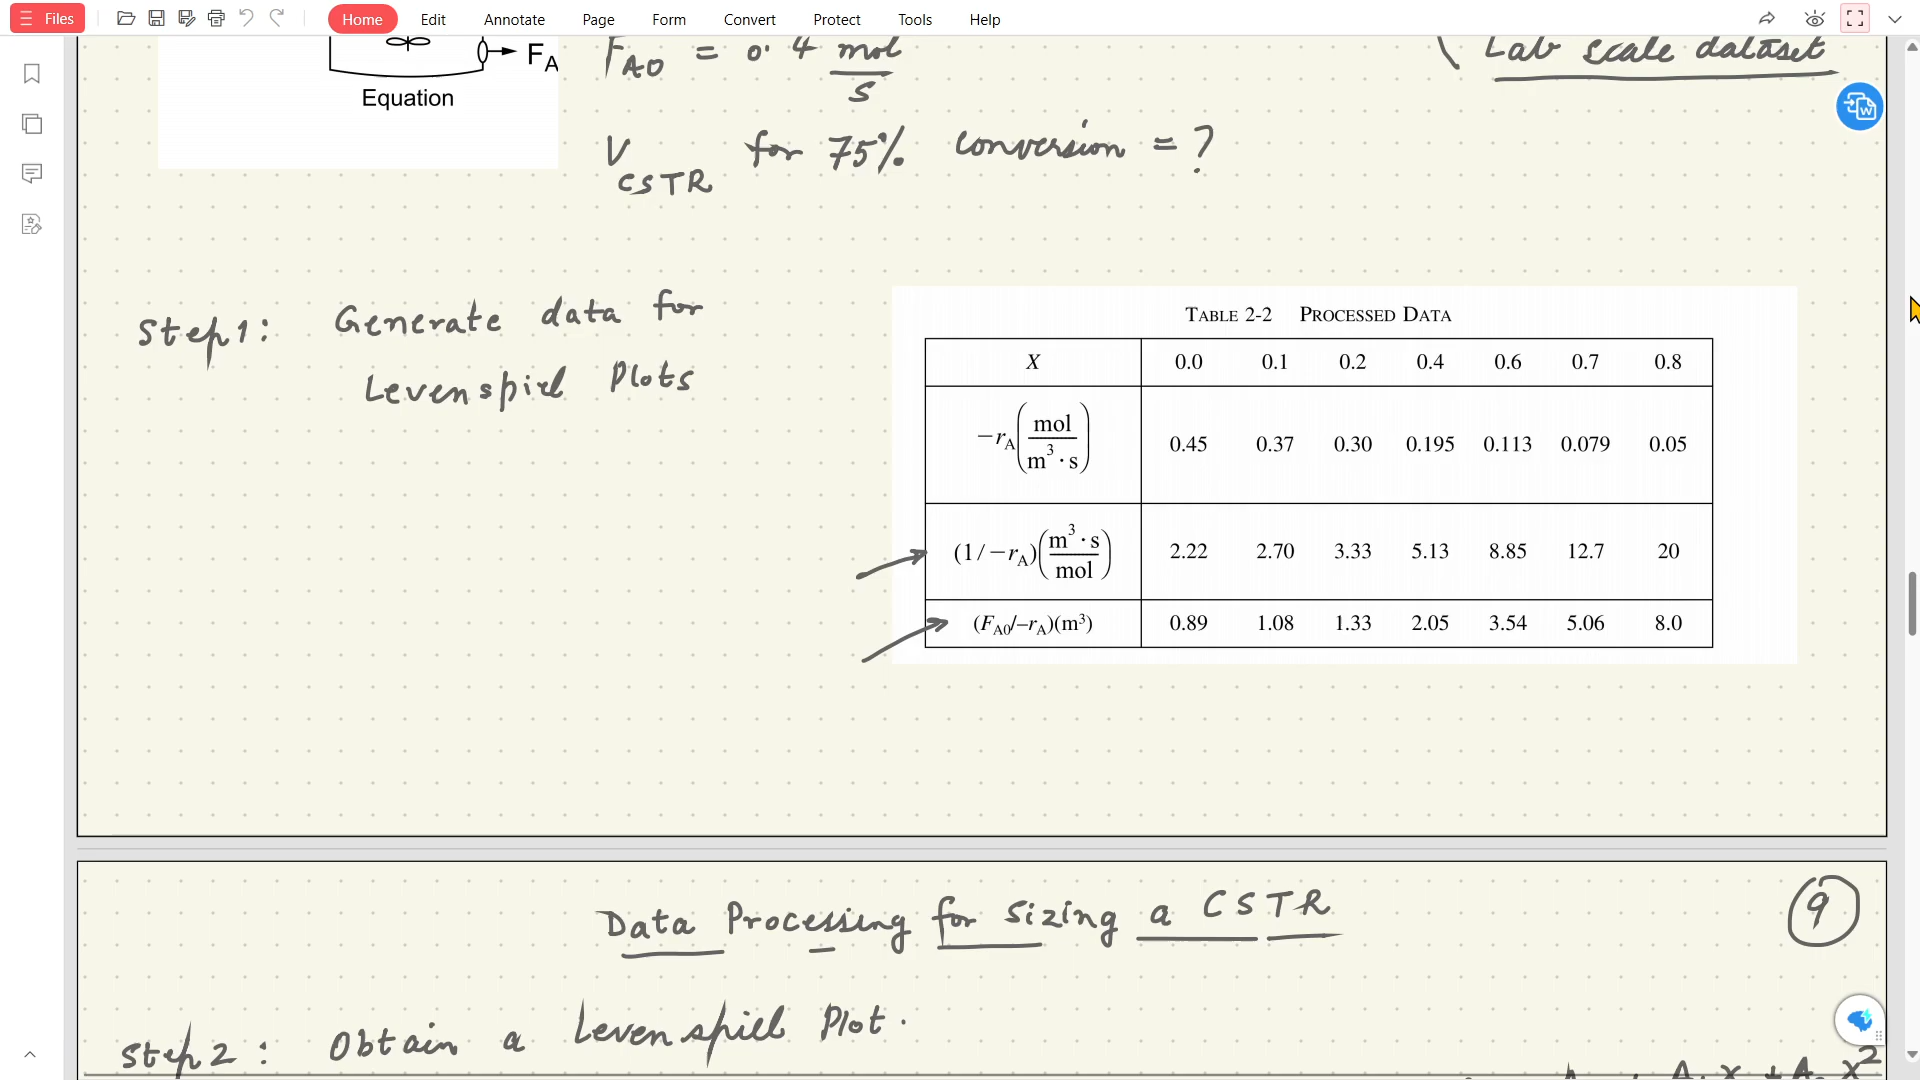 Files Home Edit Annotate Page Form Convert Protect Tools Help
FA
Equation
FA0 = 0.4 mol/s
Lab scale dataset
VCSTR for 75% conversion = ?
Step 1: Generate data for
Levenspiel Plots
TABLE 2-2 PROCESSED DATA
X 0.0 0.1 0.2 0.4 0.6 0.7 0.8
−rA (mol/m³·s) 0.45 0.37 0.30 0.195 0.113 0.079 0.05
(1/−rA) (m³·s/mol) 2.22 2.70 3.33 5.13 8.85 12.7 20
(FA0/–rA)(m³) 0.89 1.08 1.33 2.05 3.54 5.06 8.0
Data Processing for sizing a CSTR
9
Step 2: Obtain a Levenspiel Plot.